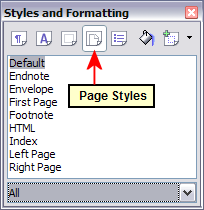 Styles and Formatting
Default
Endnote
Envelope
First Page
Footnote
HTML
Index
Left Page
Right Page
Page Styles
All